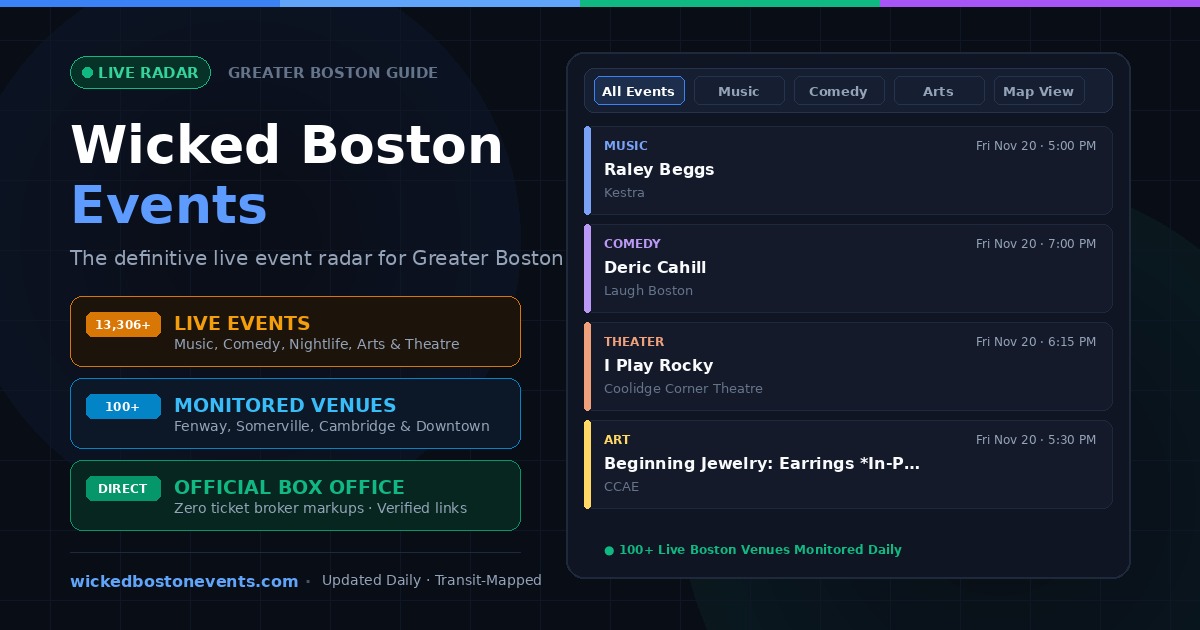 LIVE RADAR
GREATER BOSTON GUIDE
Wicked Boston
Events
The definitive live event radar for Greater Boston
13,306+
LIVE EVENTS
Music, Comedy, Nightlife, Arts & Theatre
100+
MONITORED VENUES
Fenway, Somerville, Cambridge & Downtown
DIRECT
OFFICIAL BOX OFFICE
Zero ticket broker markups · Verified links
wickedbostonevents.com · Updated Daily · Transit-Mapped
All Events
Music
Comedy
Arts
Map View
MUSIC
Fri Nov 20 · 5:00 PM
Raley Beggs
Kestra
COMEDY
Fri Nov 20 · 7:00 PM
Deric Cahill
Laugh Boston
THEATER
Fri Nov 20 · 6:15 PM
I Play Rocky
Coolidge Corner Theatre
ART
Fri Nov 20 · 5:30 PM
Beginning Jewelry: Earrings *In-P...
CCAE
● 100+ Live Boston Venues Monitored Daily